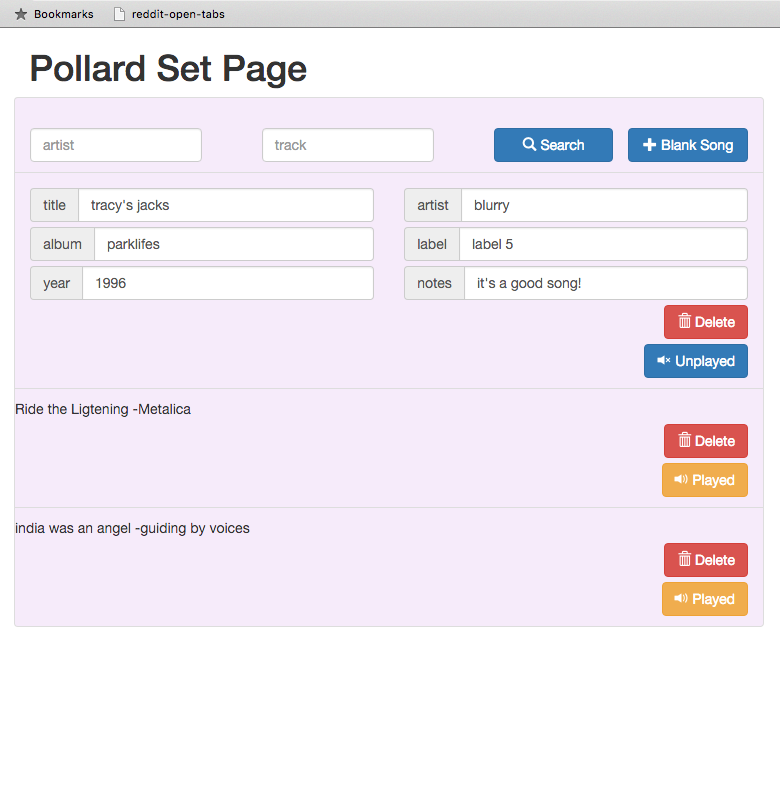 Bookmarks reddit-open-tabs
Pollard Set Page
artist track Search Blank Song
title tracy's jacks artist blurry
album parklifes label label 5
year 1996 notes it's a good song!
Delete
Unplayed
Ride the Ligtening -Metalica
Delete
Played
india was an angel -guiding by voices
Delete
Played